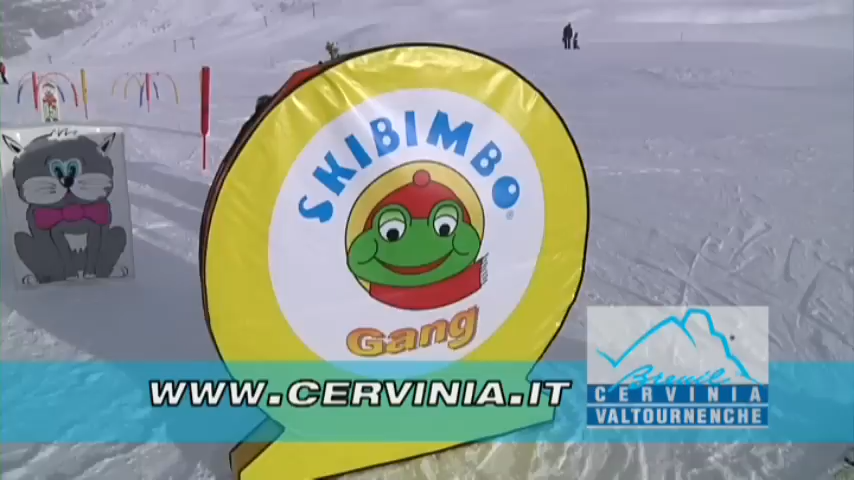 SKIBIMBO®
Gang
WWW.CERVINIA.IT
Breuil
CERVINIA
VALTOURNENCHE